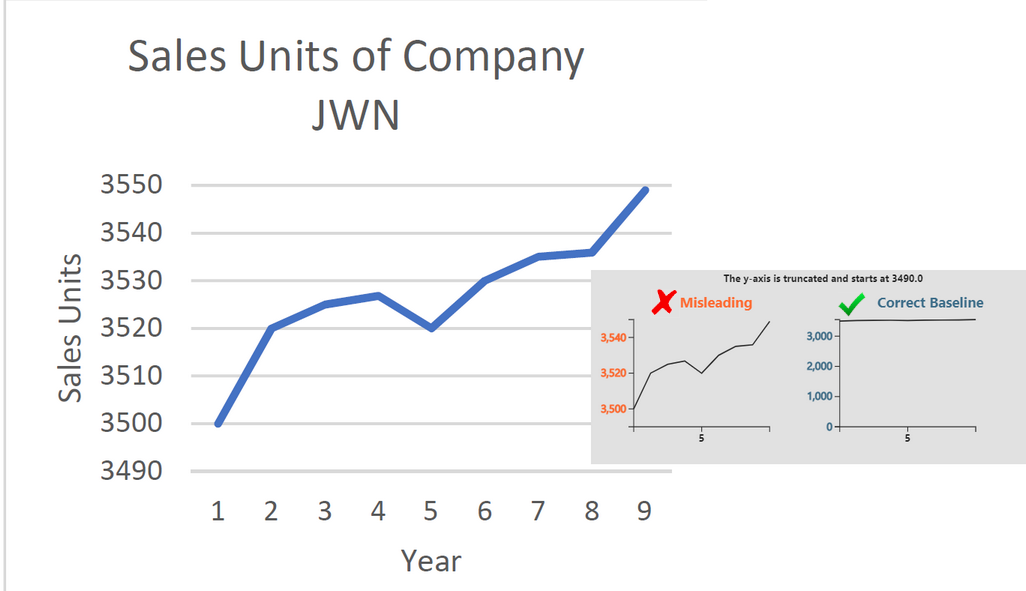 Sales Units of Company
JWN
3550
3540
3530
3520
3510
3500
3490
Sales Units
1 2 3 4 5 6 7 8 9
Year
The y-axis is truncated and starts at 3490.0
Misleading
3,540
3,520
3,500
5
Correct Baseline
3,000
2,000
1,000
0
5